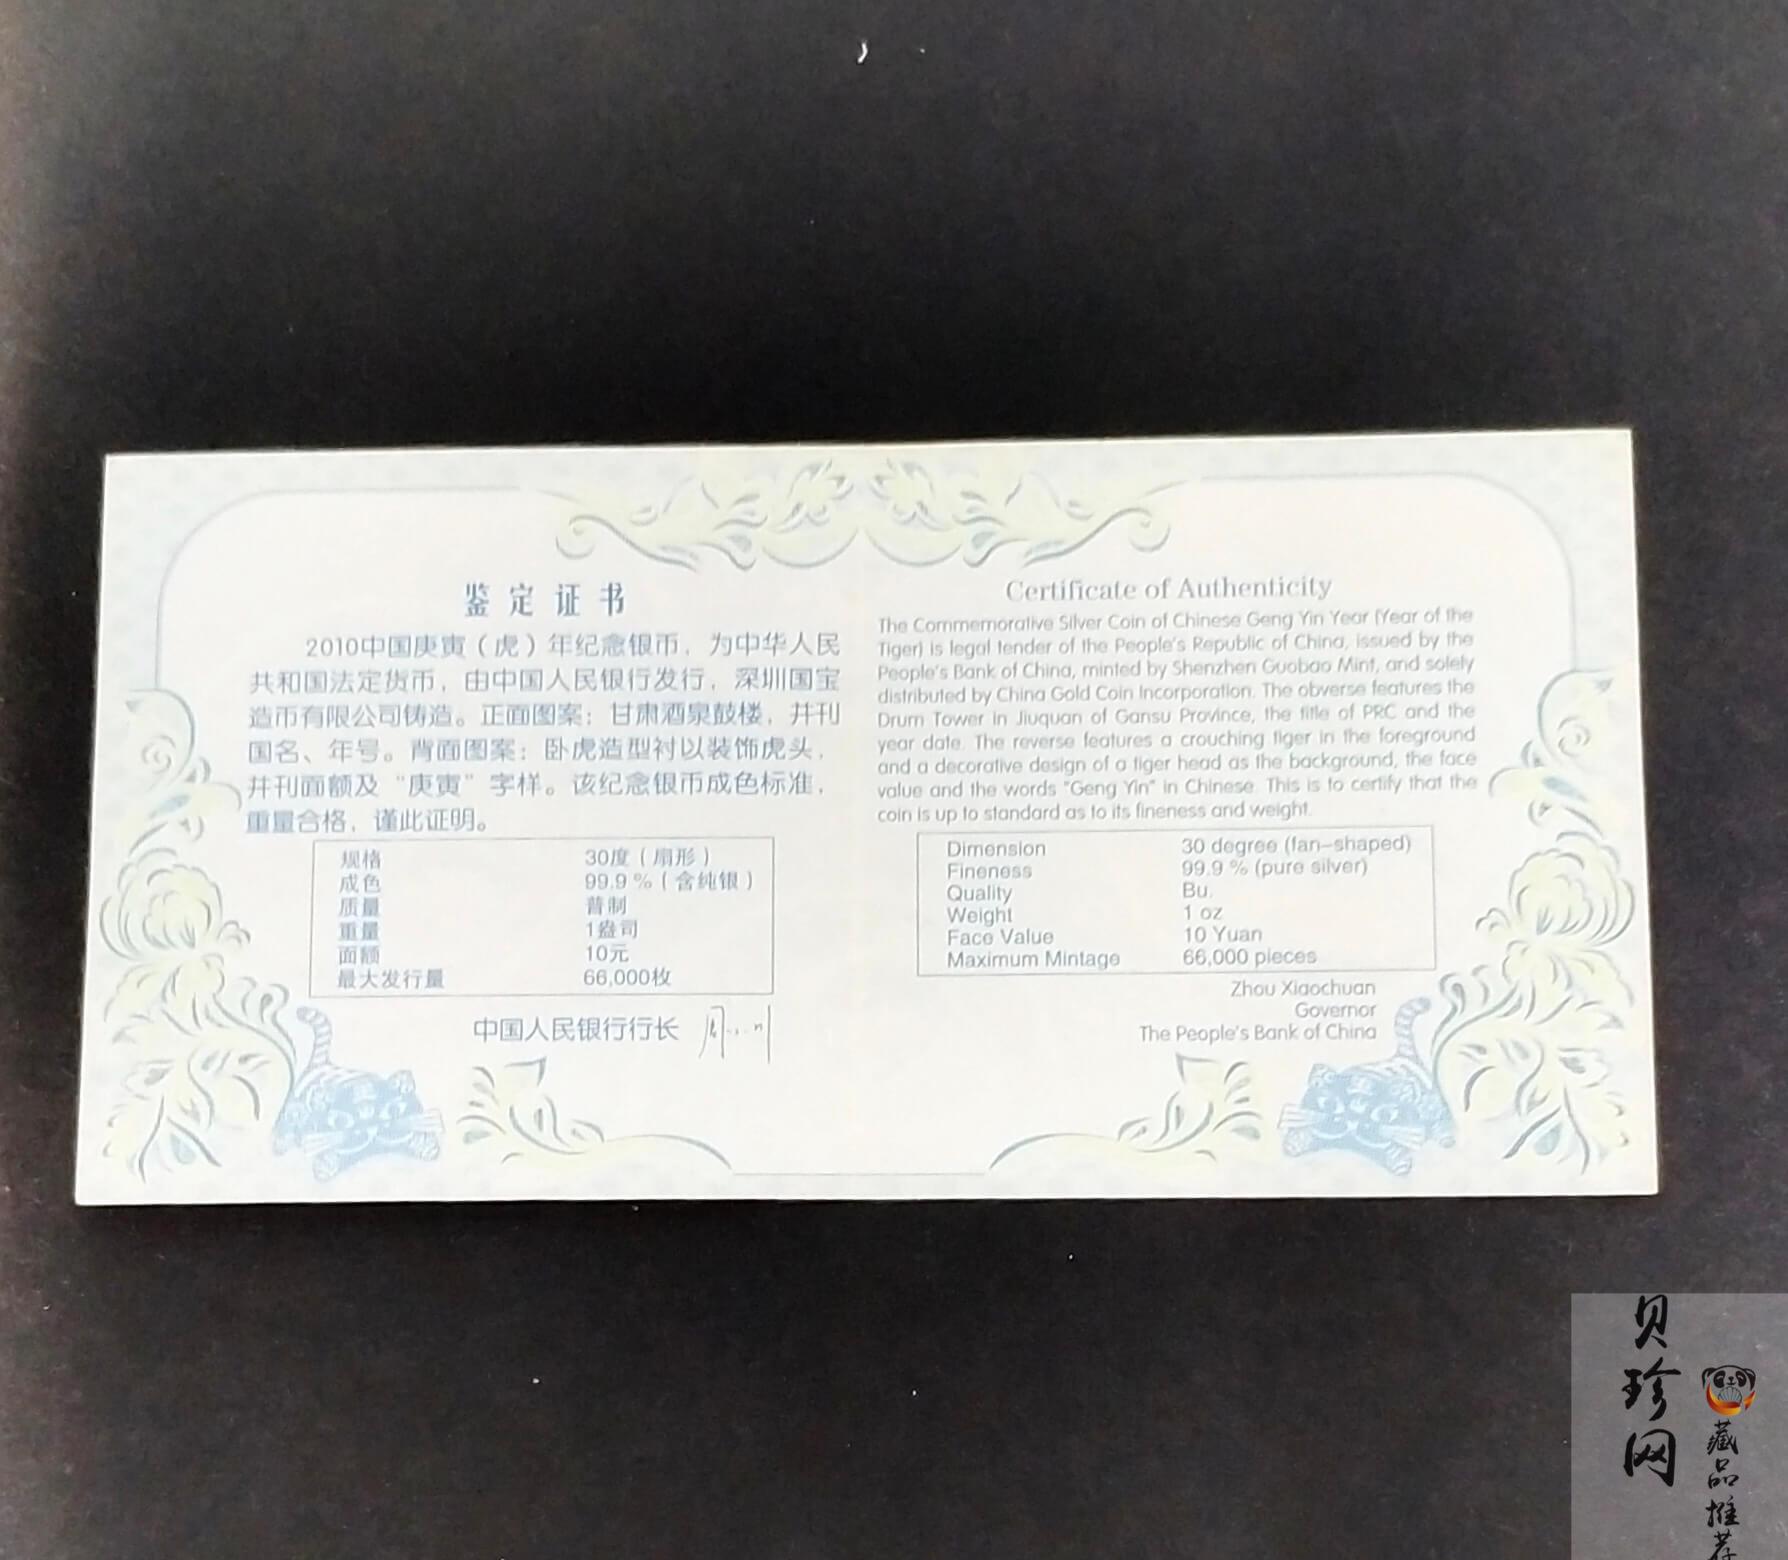 鉴定证书
2010中国庚寅（虎）年纪念银币，为中华人民
共和国法定货币，由中国人民银行发行，深圳国宝
造币有限公司铸造。正面图案：甘肃酒泉鼓楼，并刊
国名、年号。背面图案：卧虎造型衬以装饰虎头，
并刊面额及“庚寅”字样。该纪念银币成色标准，
重量合格，谨此证明。
规格 30度（扇形）
成色 99.9％（含纯银）
质量 普制
重量 1盎司
面额 10元
最大发行量 66,000枚
中国人民银行行长
Certificate of Authenticity
The Commemorative Silver Coin of Chinese Geng Yin Year (Year of the
Tiger) is legal tender of the People's Republic of China, issued by the
People's Bank of China, minted by Shenzhen Guobao Mint, and solely
distributed by China Gold Coin Incorporation. The obverse features the
Drum Tower in Jiuquan of Gansu Province, the title of PRC and the
year date. The reverse features a crouching tiger in the foreground
and a decorative design of a tiger head as the background, the face
value and the words "Geng Yin" in Chinese. This is to certify that the
coin is up to standard as to its fineness and weight.
Dimension 30 degree (fan-shaped)
Fineness 99.9 % (pure silver)
Quality Bu.
Weight 1 oz
Face Value 10 Yuan
Maximum Mintage 66,000 pieces
Zhou Xiaochuan
Governor
The People's Bank of China
贝珍网
藏品推荐